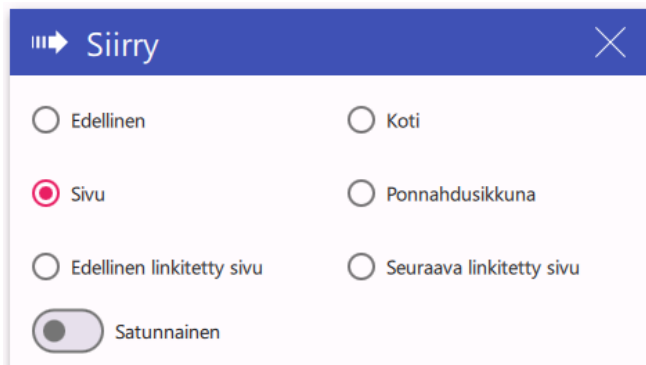 Siirry
Edellinen
Koti
Sivu
Ponnahdusikkuna
Edellinen linkitetty sivu
Seuraava linkitetty sivu
Satunnainen